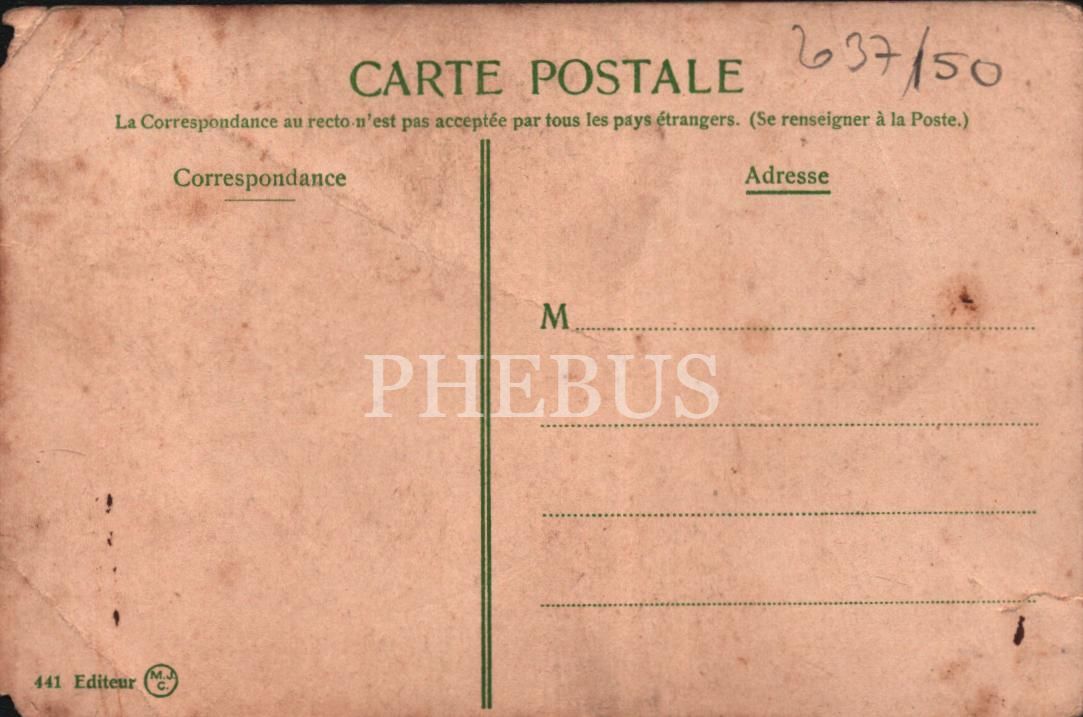 637/150
CARTE POSTALE
La Correspondance au recto n'est pas acceptée par tous les pays étrangers. (Se renseigner à la Poste.)
Correspondance
Adresse
M
PHEBUS
441 Editeur M.J.C.